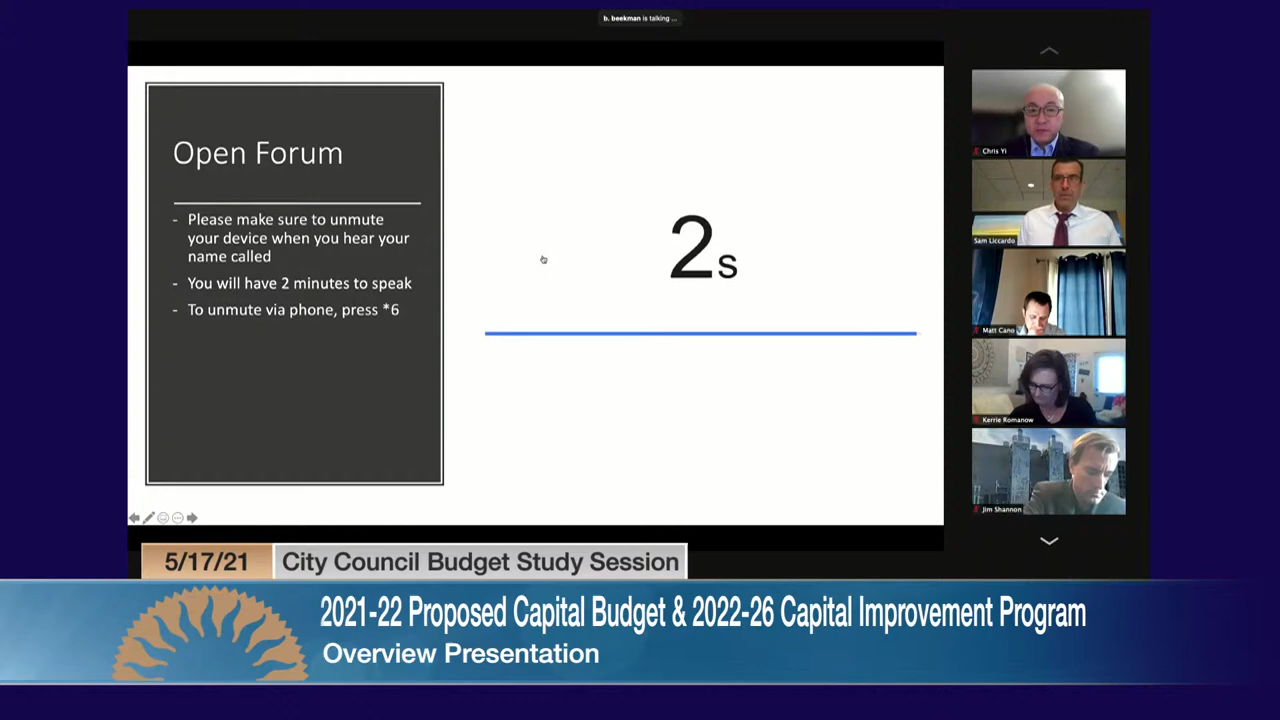 b. beekman is talking ...
Open Forum
- Please make sure to unmute
your device when you hear your
name called
- You will have 2 minutes to speak
- To unmute via phone, press *6
2s
Chris Yi
Sam Liccardo
Matt Cano
Kerrie Romanow
Jim Shannon
5/17/21
City Council Budget Study Session
2021-22 Proposed Capital Budget & 2022-26 Capital Improvement Program
Overview Presentation